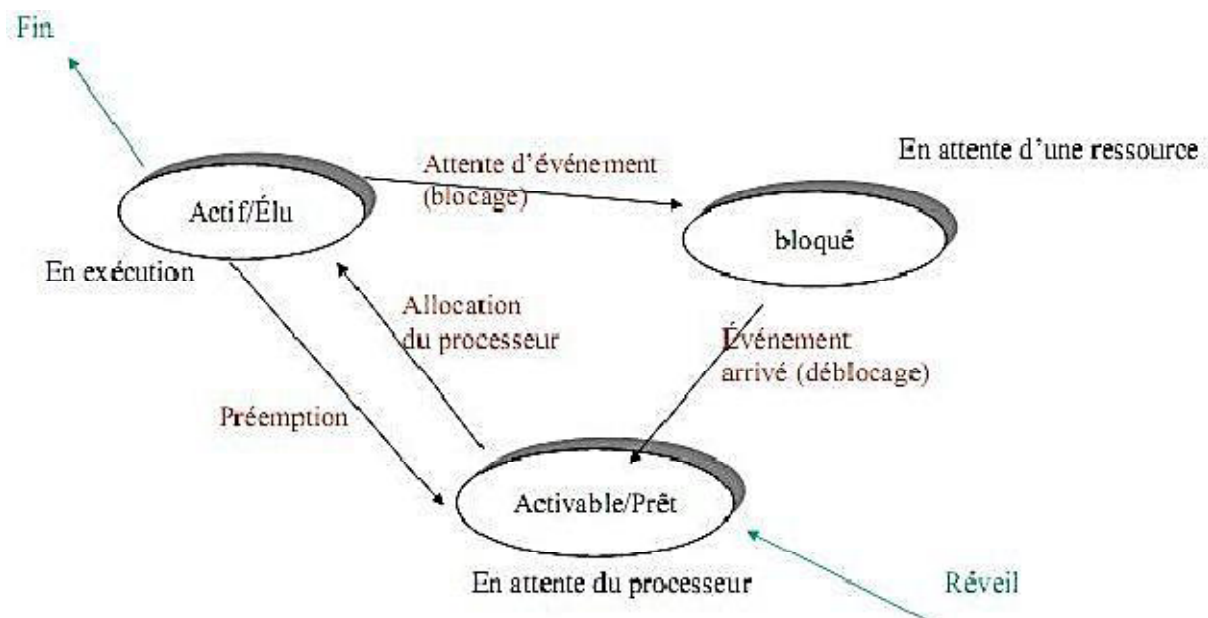 Fin
Attente d'événement
(blocage)
En attente d'une ressource
Actif/Élu
bloqué
En exécution
Allocation
du processeur
Événement
arrivé (déblocage)
Préemption
Activable/Prêt
En attente du processeur
Réveil